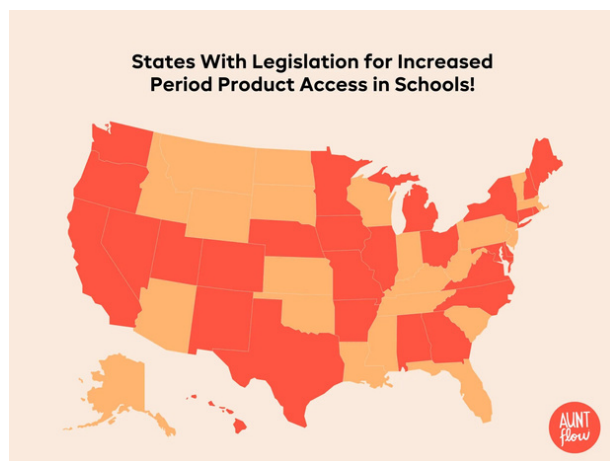 States With Legislation for Increased
Period Product Access in Schools!
AUNT
flow